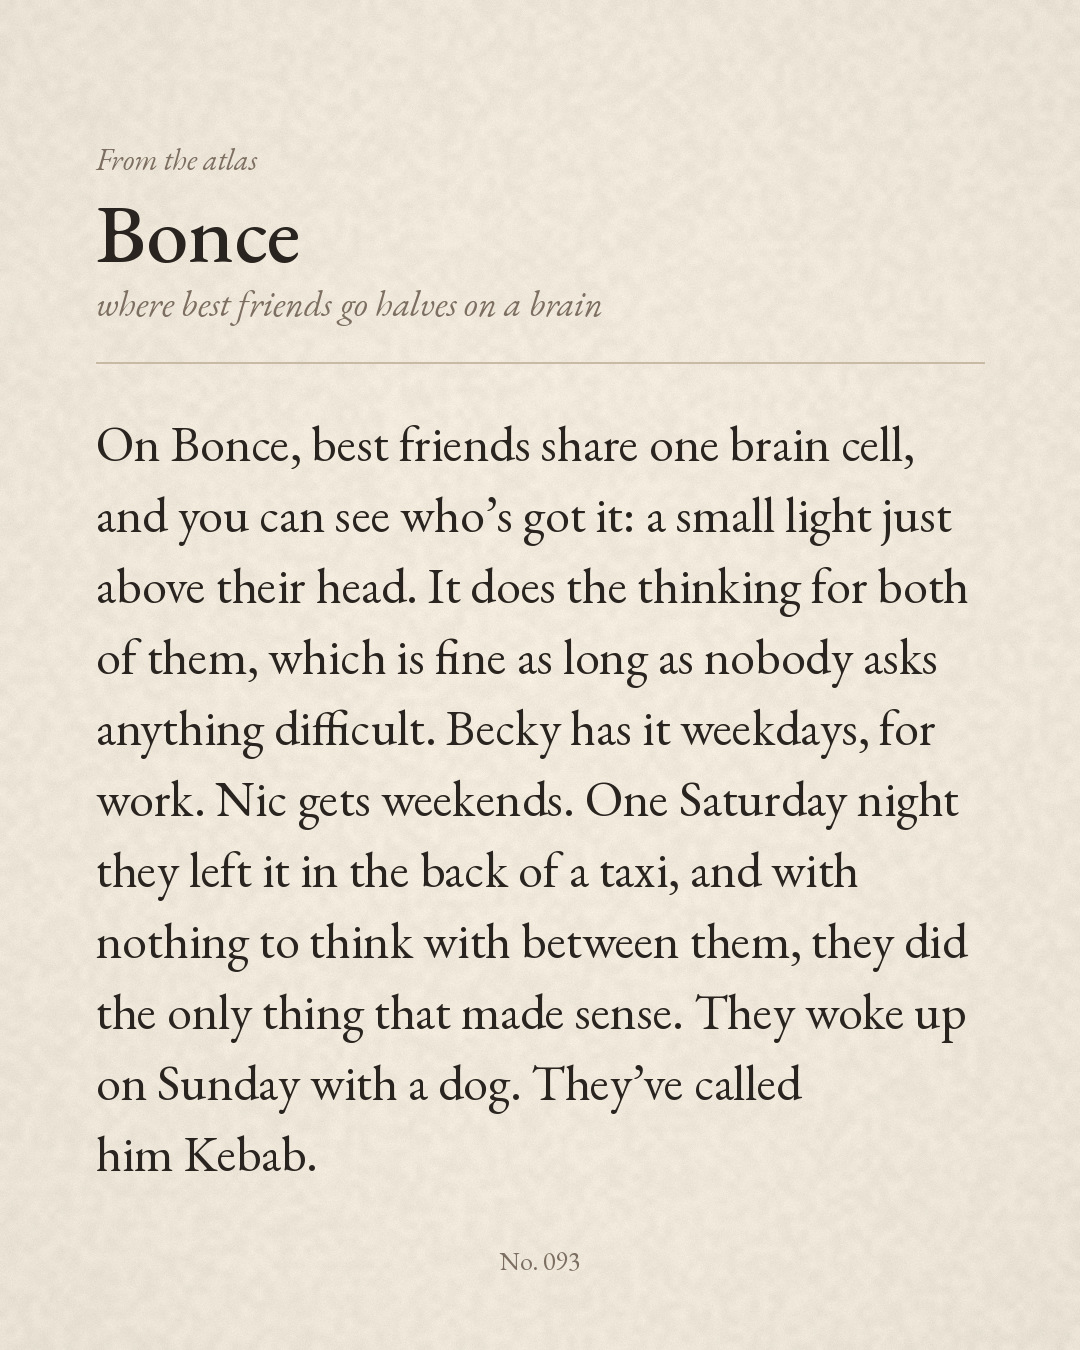 From the atlas
Bonce
where best friends go halves on a brain
On Bonce, best friends share one brain cell,
and you can see who’s got it: a small light just
above their head. It does the thinking for both
of them, which is fine as long as nobody asks
anything difficult. Becky has it weekdays, for
work. Nic gets weekends. One Saturday night
they left it in the back of a taxi, and with
nothing to think with between them, they did
the only thing that made sense. They woke up
on Sunday with a dog. They’ve called
him Kebab.
No. 093